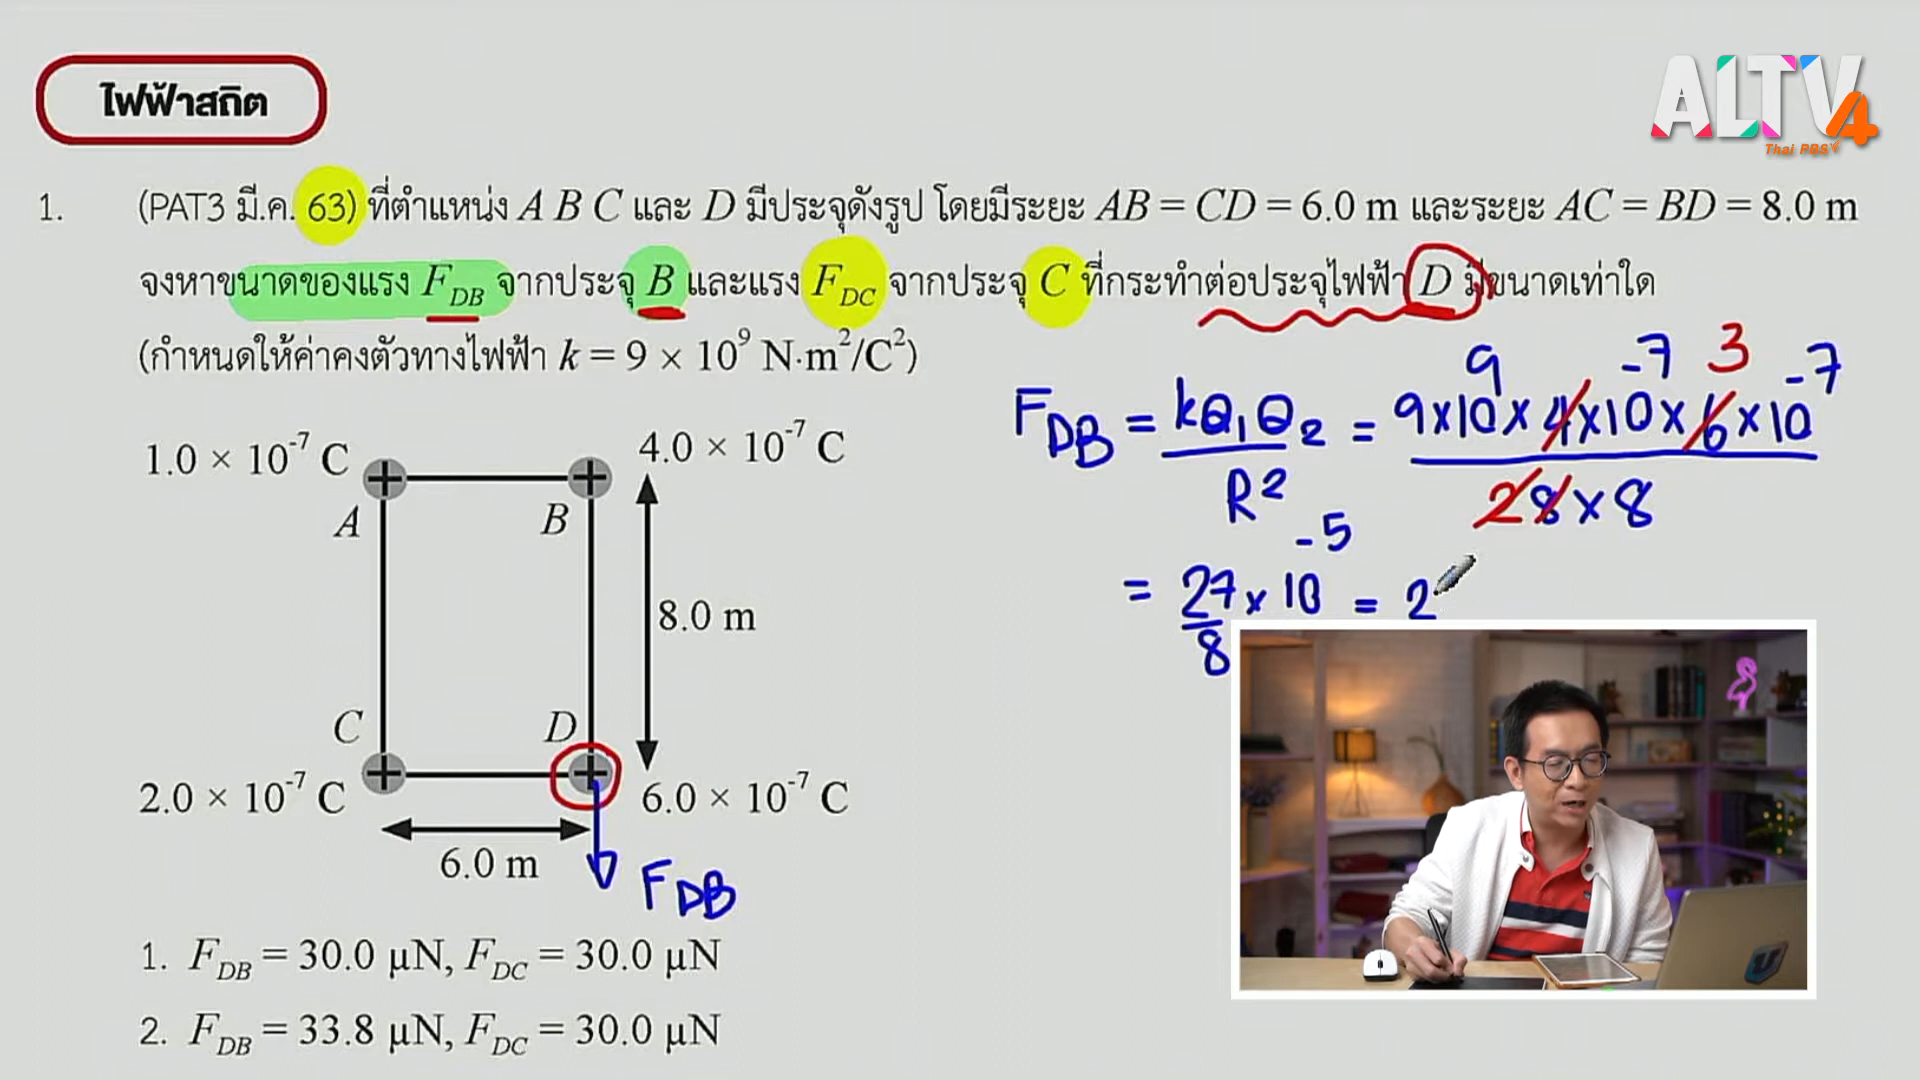 ไฟฟ้าสถิต
ALTV4
Thai PBS
1. (PAT3 มี.ค. 63) ที่ตำแหน่ง A B C และ D มีประจุดังรูป โดยมีระยะ AB = CD = 6.0 m และระยะ AC = BD = 8.0 m
จงหาขนาดของแรง F_DB จากประจุ B และแรง F_DC จากประจุ C ที่กระทำต่อประจุไฟฟ้า D มีขนาดเท่าใด
(กำหนดให้ค่าคงตัวทางไฟฟ้า k = 9 × 10⁹ N·m²/C²)
F_DB = kQ₁Q₂ / R² = 9×10⁹ × 4×10⁻⁷ × 6×10⁻⁷ / 8×8
3
2
= 27/8 × 10⁻⁵ = 2
1.0 × 10⁻⁷ C
4.0 × 10⁻⁷ C
A
B
8.0 m
C
D
2.0 × 10⁻⁷ C
6.0 × 10⁻⁷ C
6.0 m
F_DB
1. F_DB = 30.0 μN, F_DC = 30.0 μN
2. F_DB = 33.8 μN, F_DC = 30.0 μN